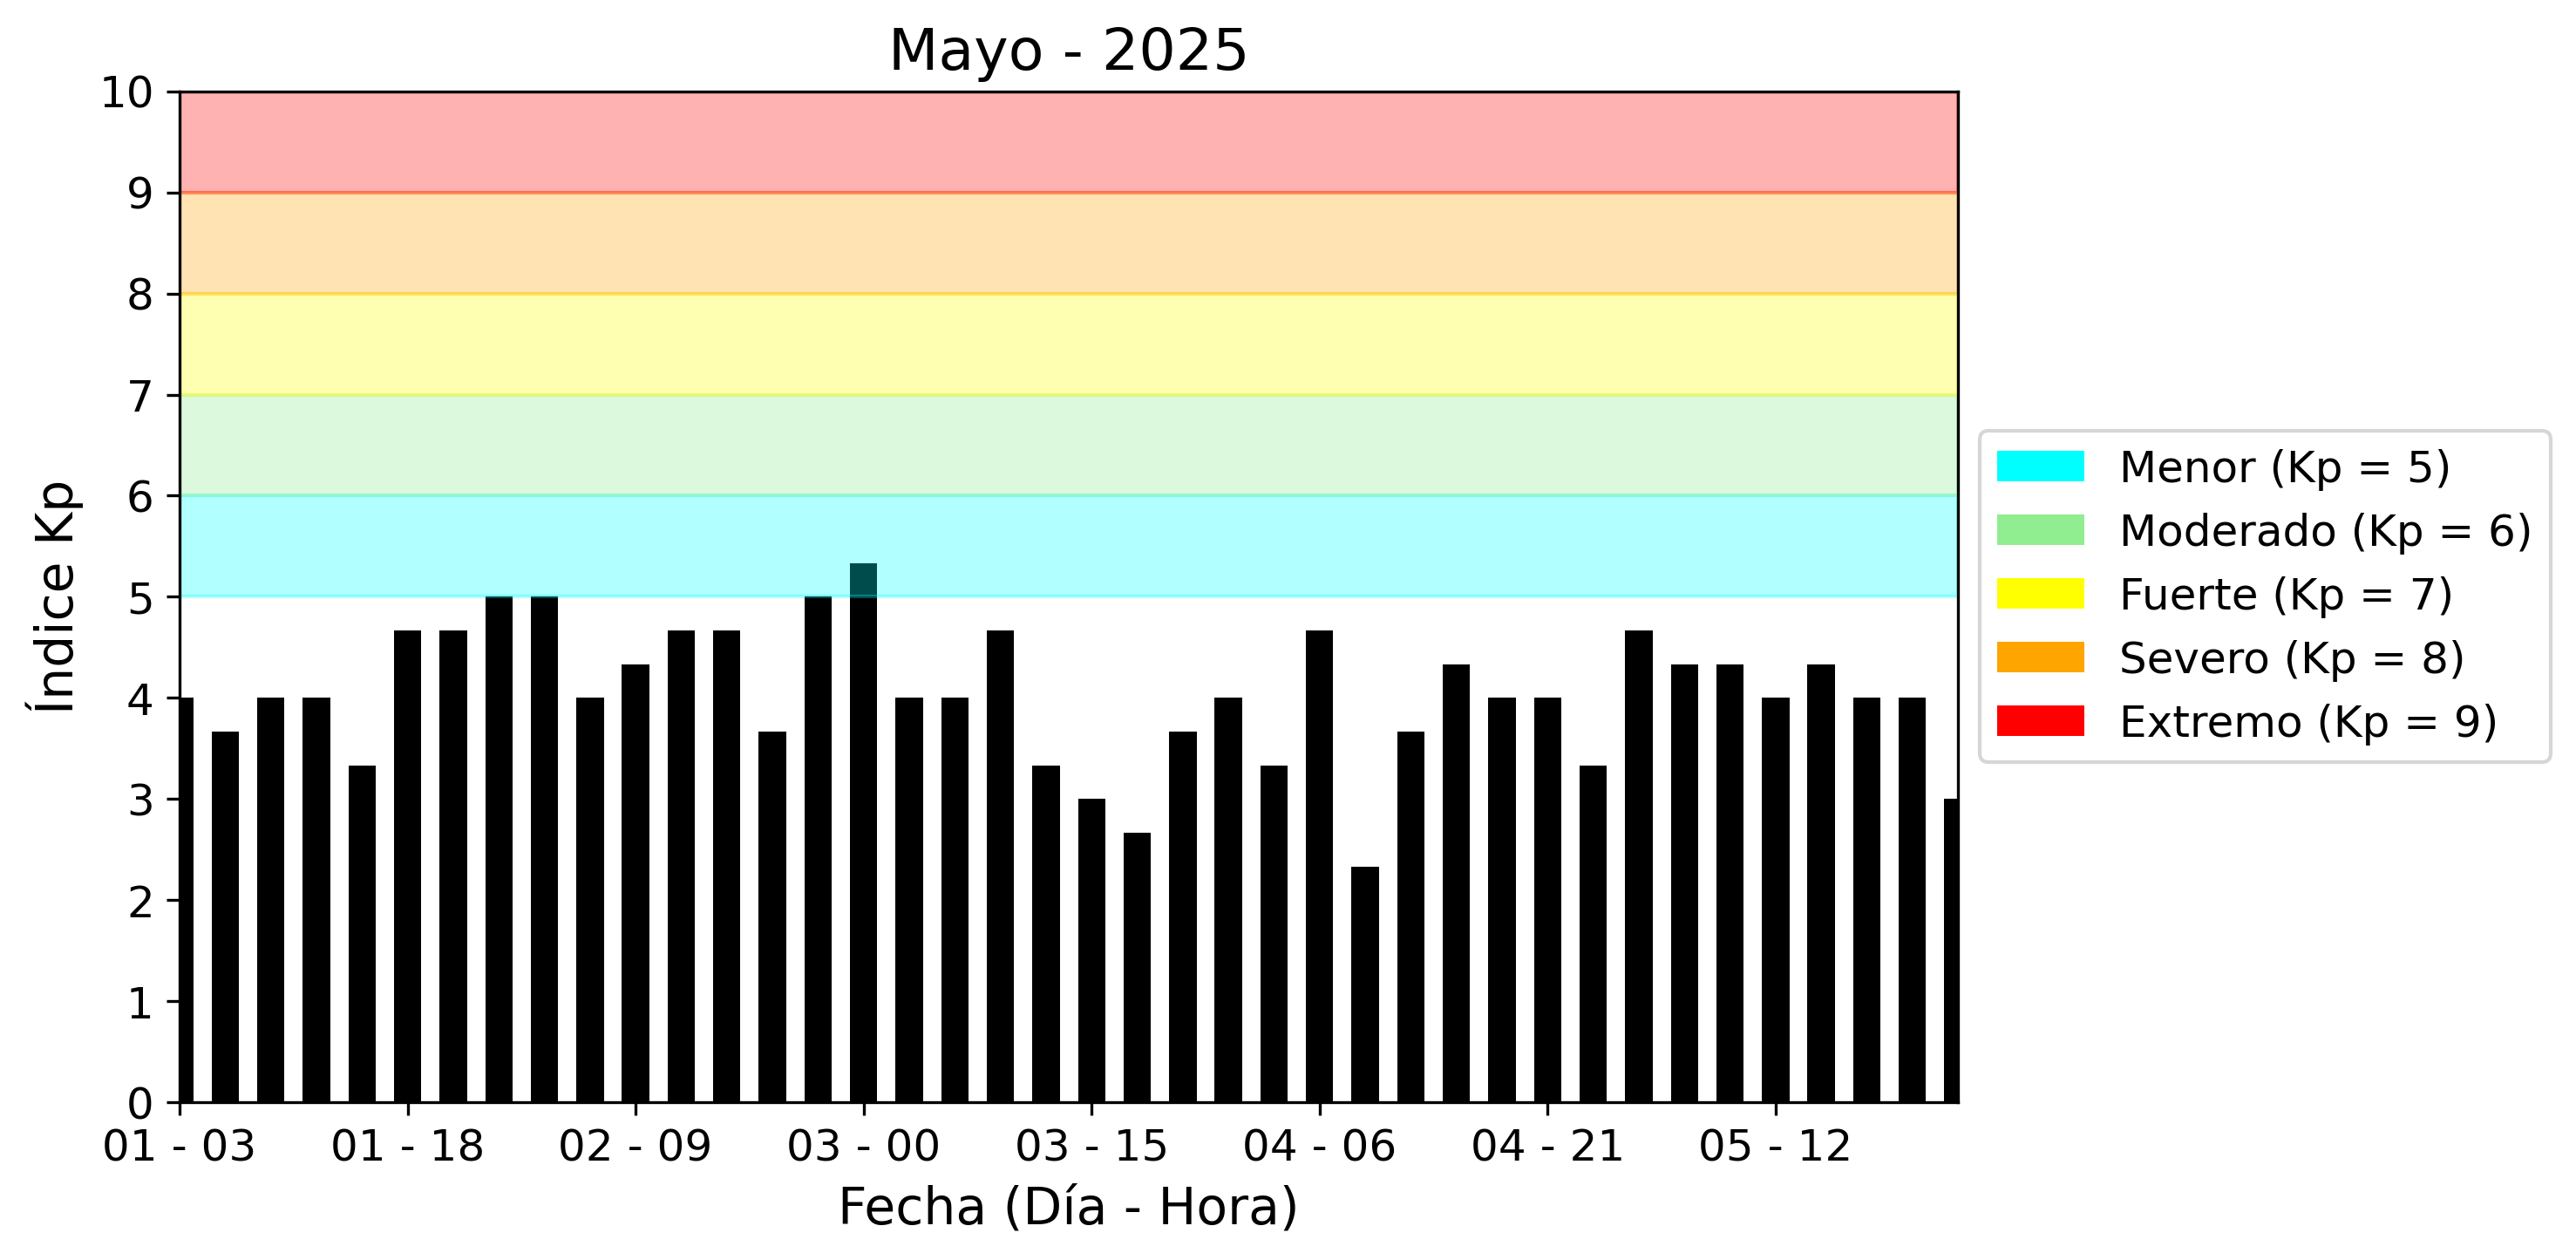 Mayo - 2025
10
9
8
7
6
5
4
3
2
1
0
Índice Kp
01 - 03
01 - 18
02 - 09
03 - 00
03 - 15
04 - 06
04 - 21
05 - 12
Fecha (Día - Hora)
Menor (Kp = 5)
Moderado (Kp = 6)
Fuerte (Kp = 7)
Severo (Kp = 8)
Extremo (Kp = 9)